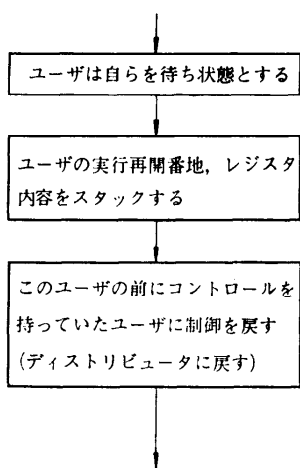 ユーザは自らを待ち状態とする
ユーザの実行再開番地，レジスタ
内容をスタックする
このユーザの前にコントロールを
持っていたユーザに制御を戻す
(ディストリビュータに戻す)